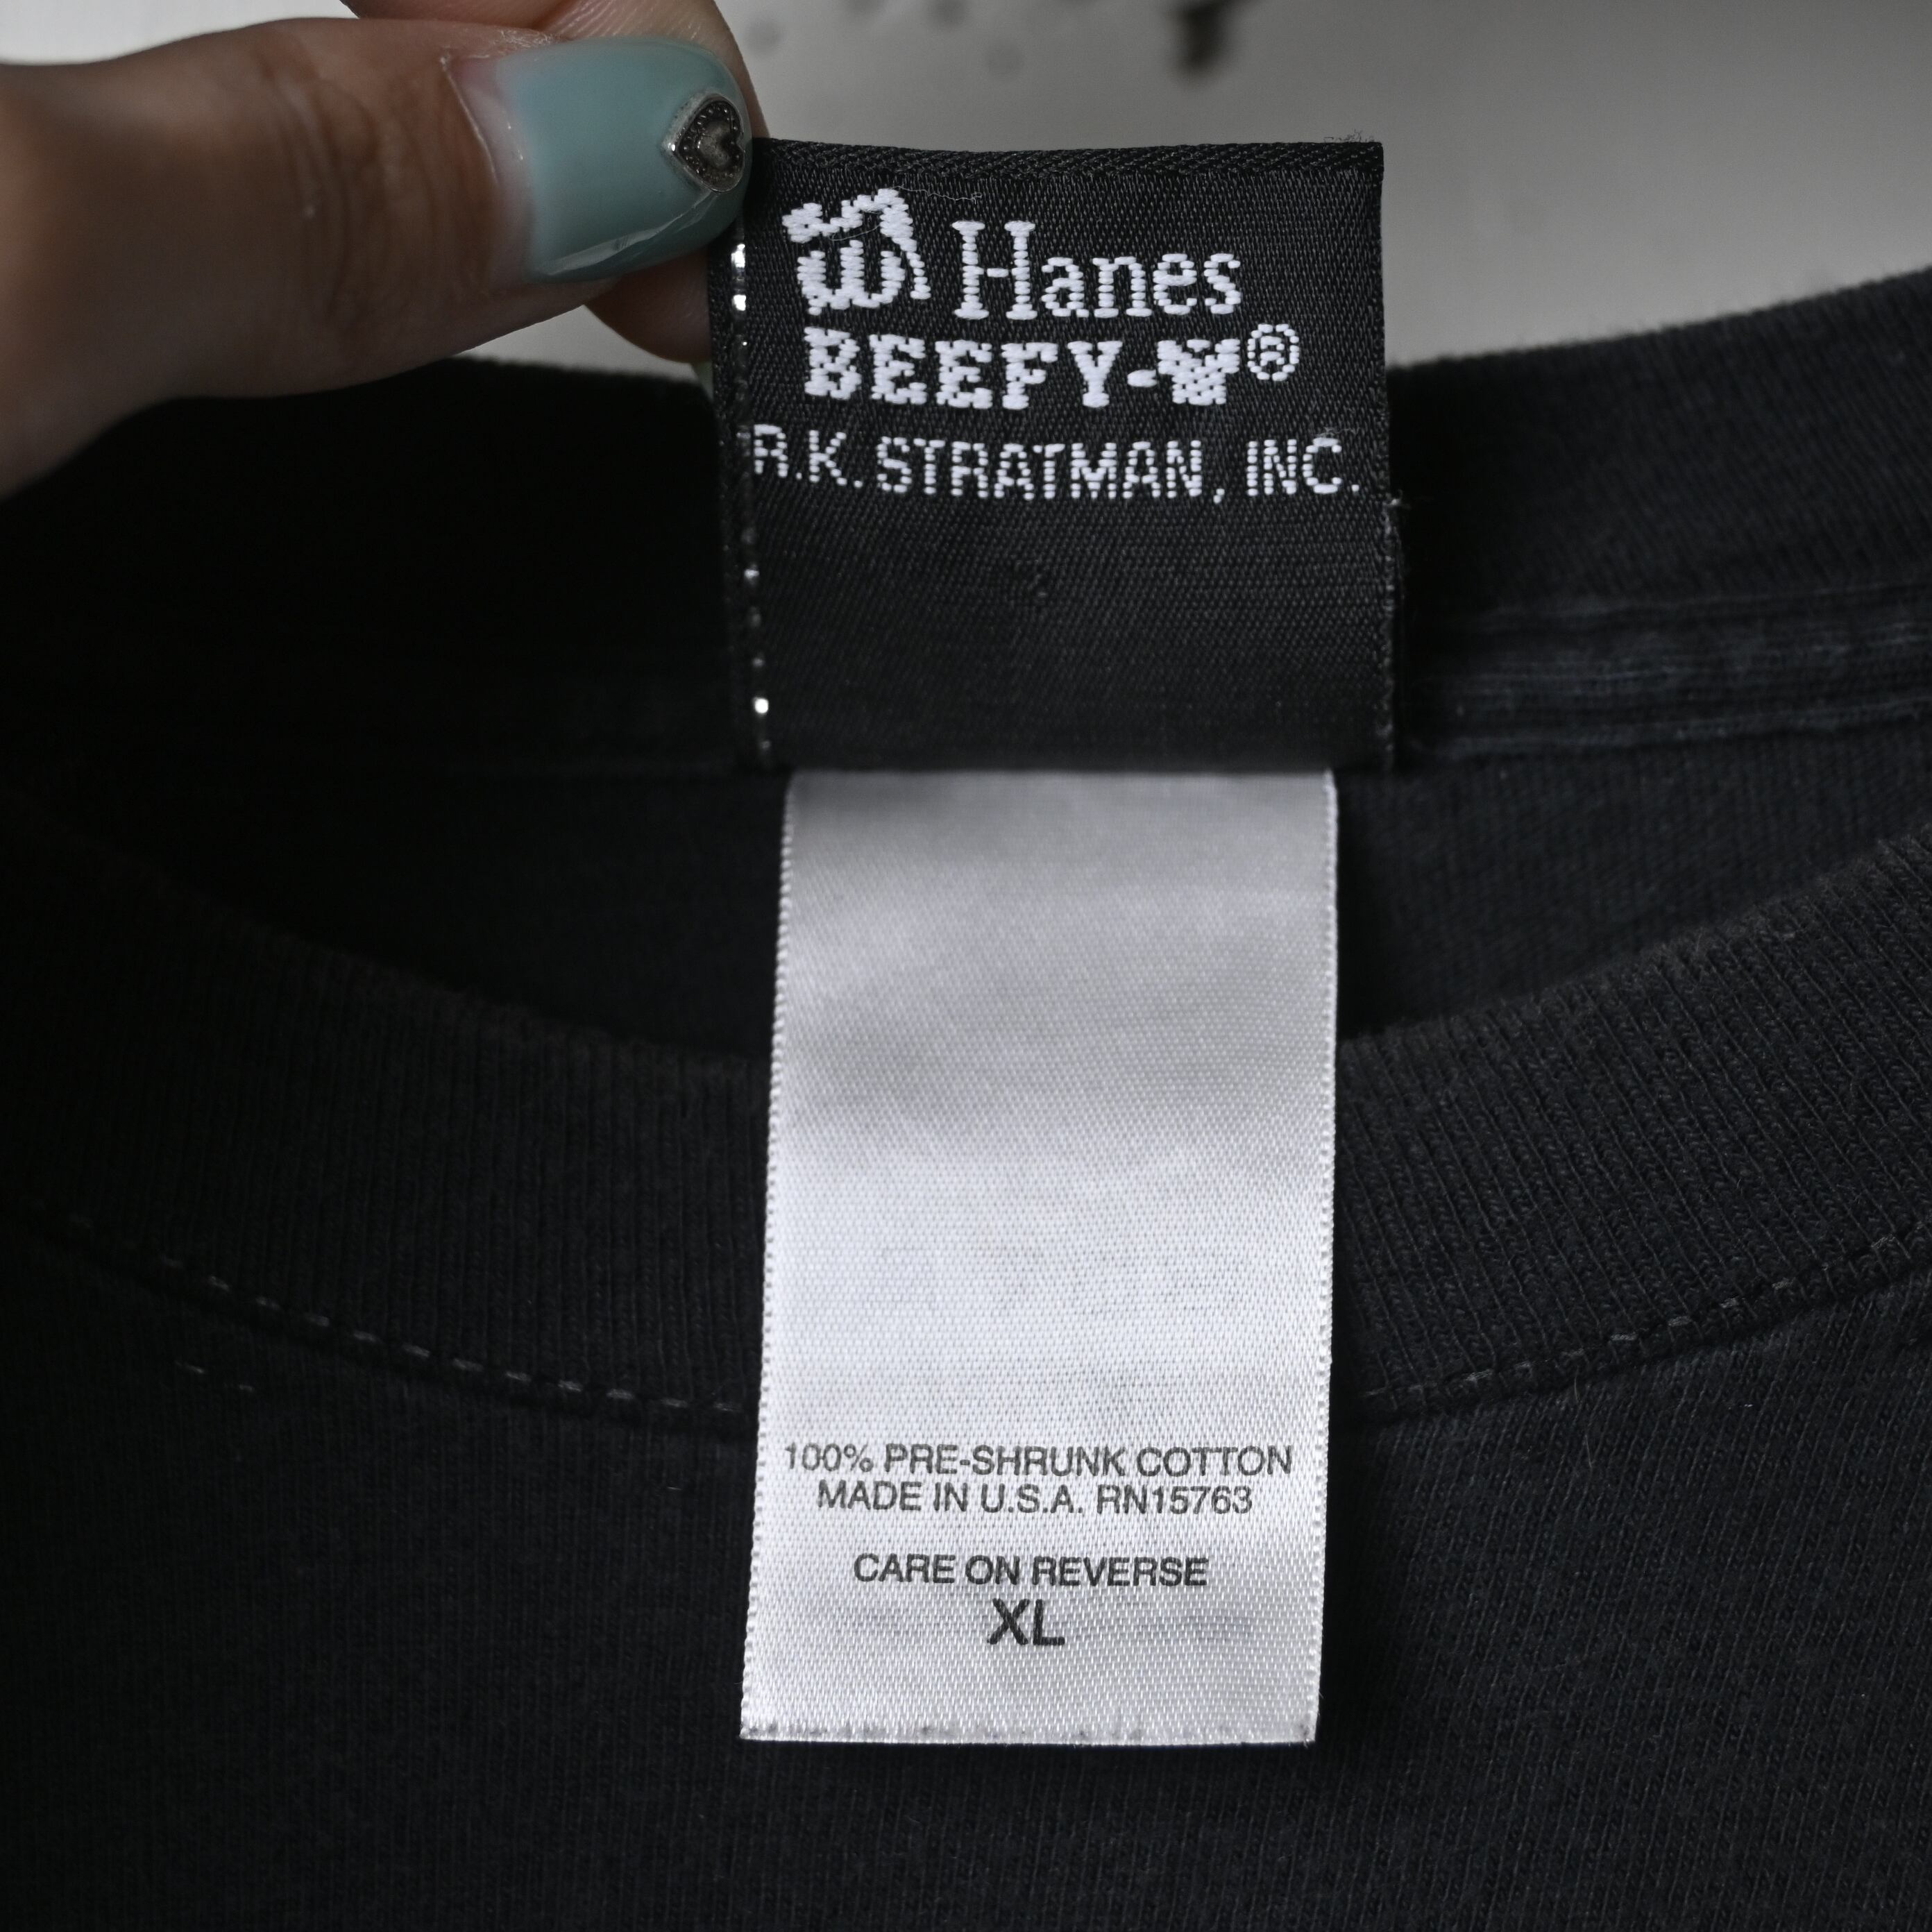 Hanes
BEEFY-T®
R.K. STRATMAN, INC.
100% PRE-SHRUNK COTTON
MADE IN U.S.A. RN15763
CARE ON REVERSE
XL